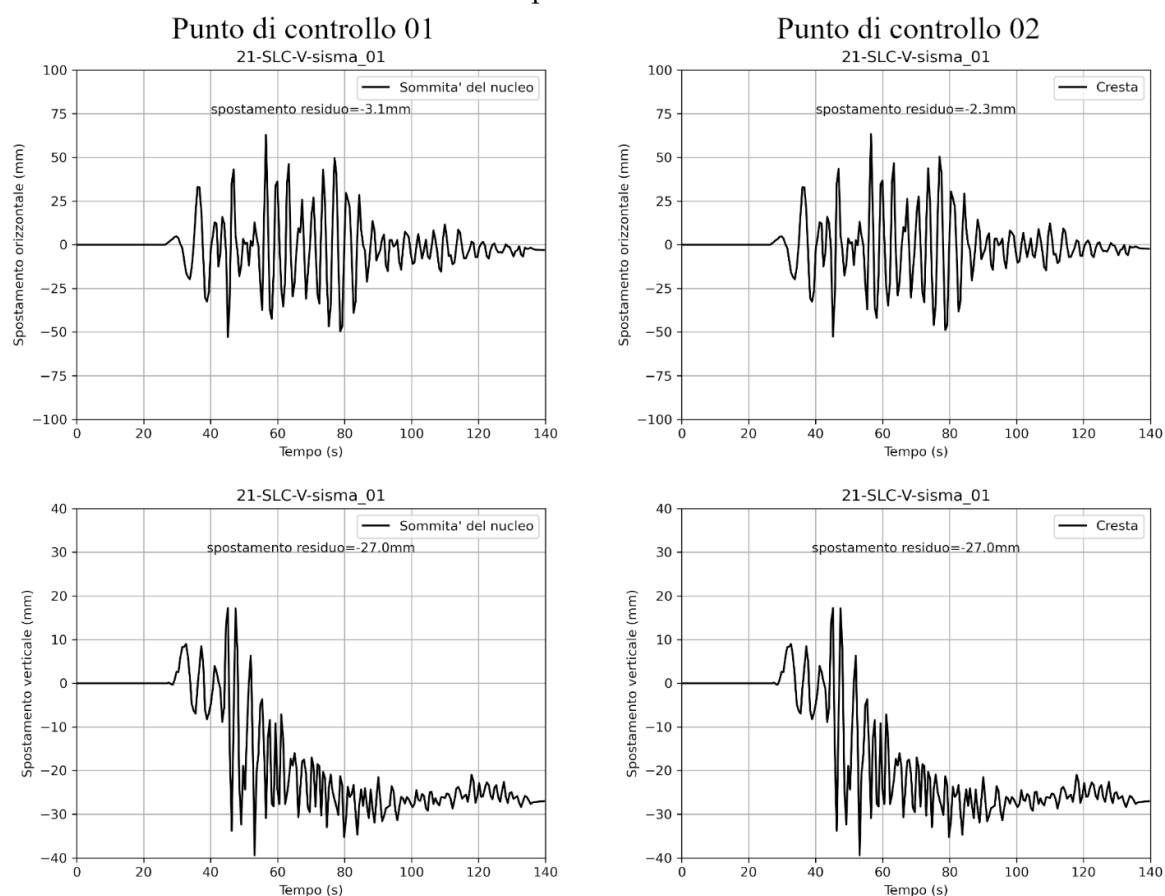 Punto di controllo 01
Punto di controllo 02
21-SLC-V-sisma_01
Sommita' del nucleo
spostamento residuo=-3.1mm
Spostamento orizzontale (mm)
100
75
50
25
0
−25
−50
−75
−100
0 20 40 60 80 100 120 140
Tempo (s)
21-SLC-V-sisma_01
Cresta
spostamento residuo=-2.3mm
Spostamento orizzontale (mm)
100
75
50
25
0
−25
−50
−75
−100
0 20 40 60 80 100 120 140
Tempo (s)
21-SLC-V-sisma_01
Sommita' del nucleo
spostamento residuo=-27.0mm
Spostamento verticale (mm)
40
30
20
10
0
−10
−20
−30
−40
0 20 40 60 80 100 120 140
Tempo (s)
21-SLC-V-sisma_01
Cresta
spostamento residuo=-27.0mm
Spostamento verticale (mm)
40
30
20
10
0
−10
−20
−30
−40
0 20 40 60 80 100 120 140
Tempo (s)